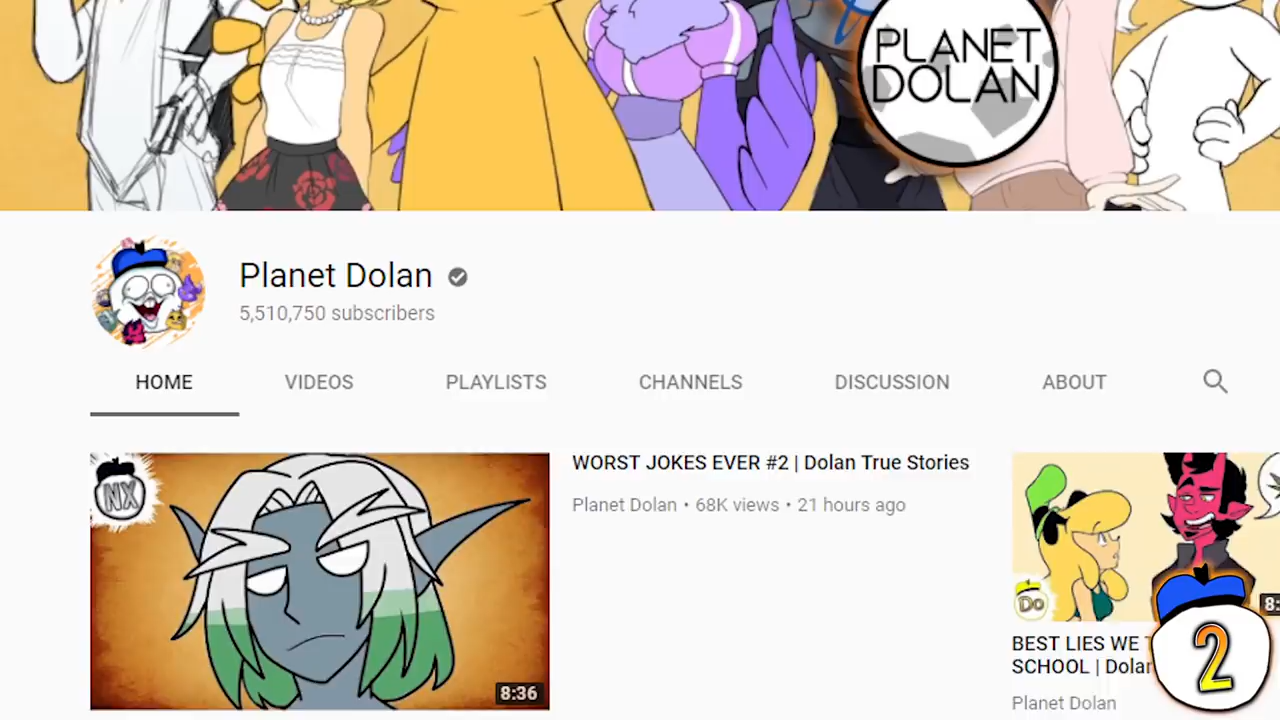 PLANET
DOLAN
Planet Dolan
5,510,750 subscribers
HOME VIDEOS PLAYLISTS CHANNELS DISCUSSION ABOUT
NX
WORST JOKES EVER #2 | Dolan True Stories
Planet Dolan • 68K views • 21 hours ago
8:36
Do
8:
BEST LIES WE
SCHOOL | Dolan
Planet Dolan
2